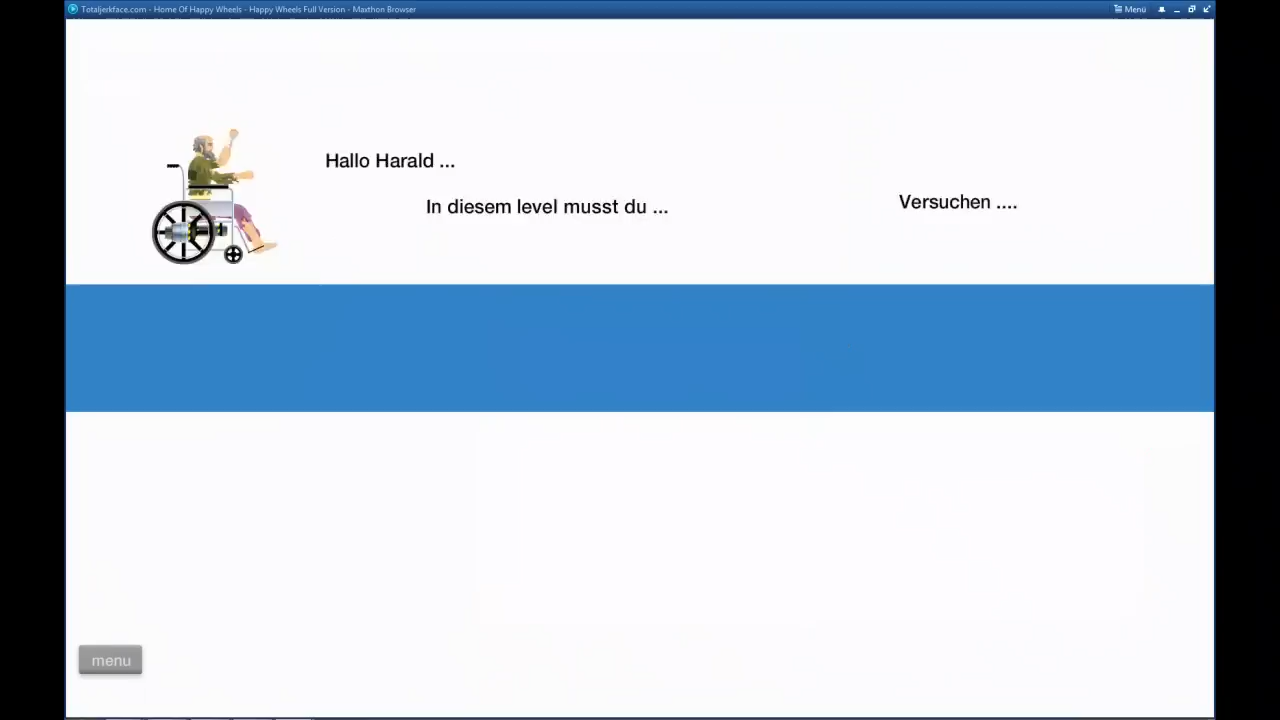 Totaljerkface.com - Home Of Happy Wheels - Happy Wheels Full Version - Maxthon Browser
Menü
Hallo Harald ...
In diesem level musst du ...
Versuchen ....
menu